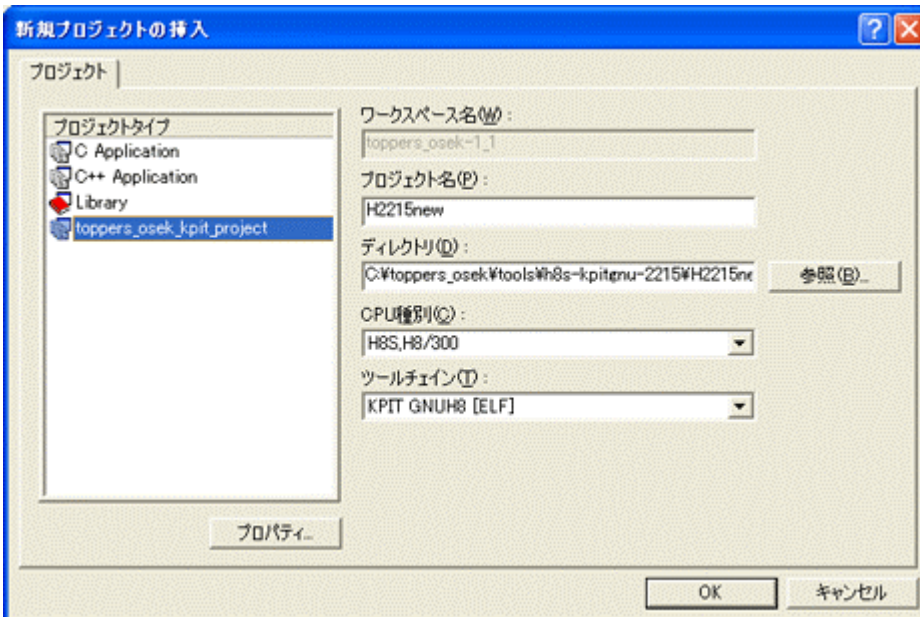 新規プロジェクトの挿入
プロジェクト
プロジェクトタイプ
C Application
C++ Application
Library
toppers_osek_kpit_project
プロパティ...
ワークスペース名(W):
toppers_osek-1_1
プロジェクト名(P):
H2215new
ディレクトリ(D):
C:¥toppers_osek¥tools¥h8s-kpitgnu-2215¥H2215ne
参照(B)...
CPU種別(C):
H8S,H8/300
ツールチェイン(T):
KPIT GNUH8 [ELF]
OK
キャンセル